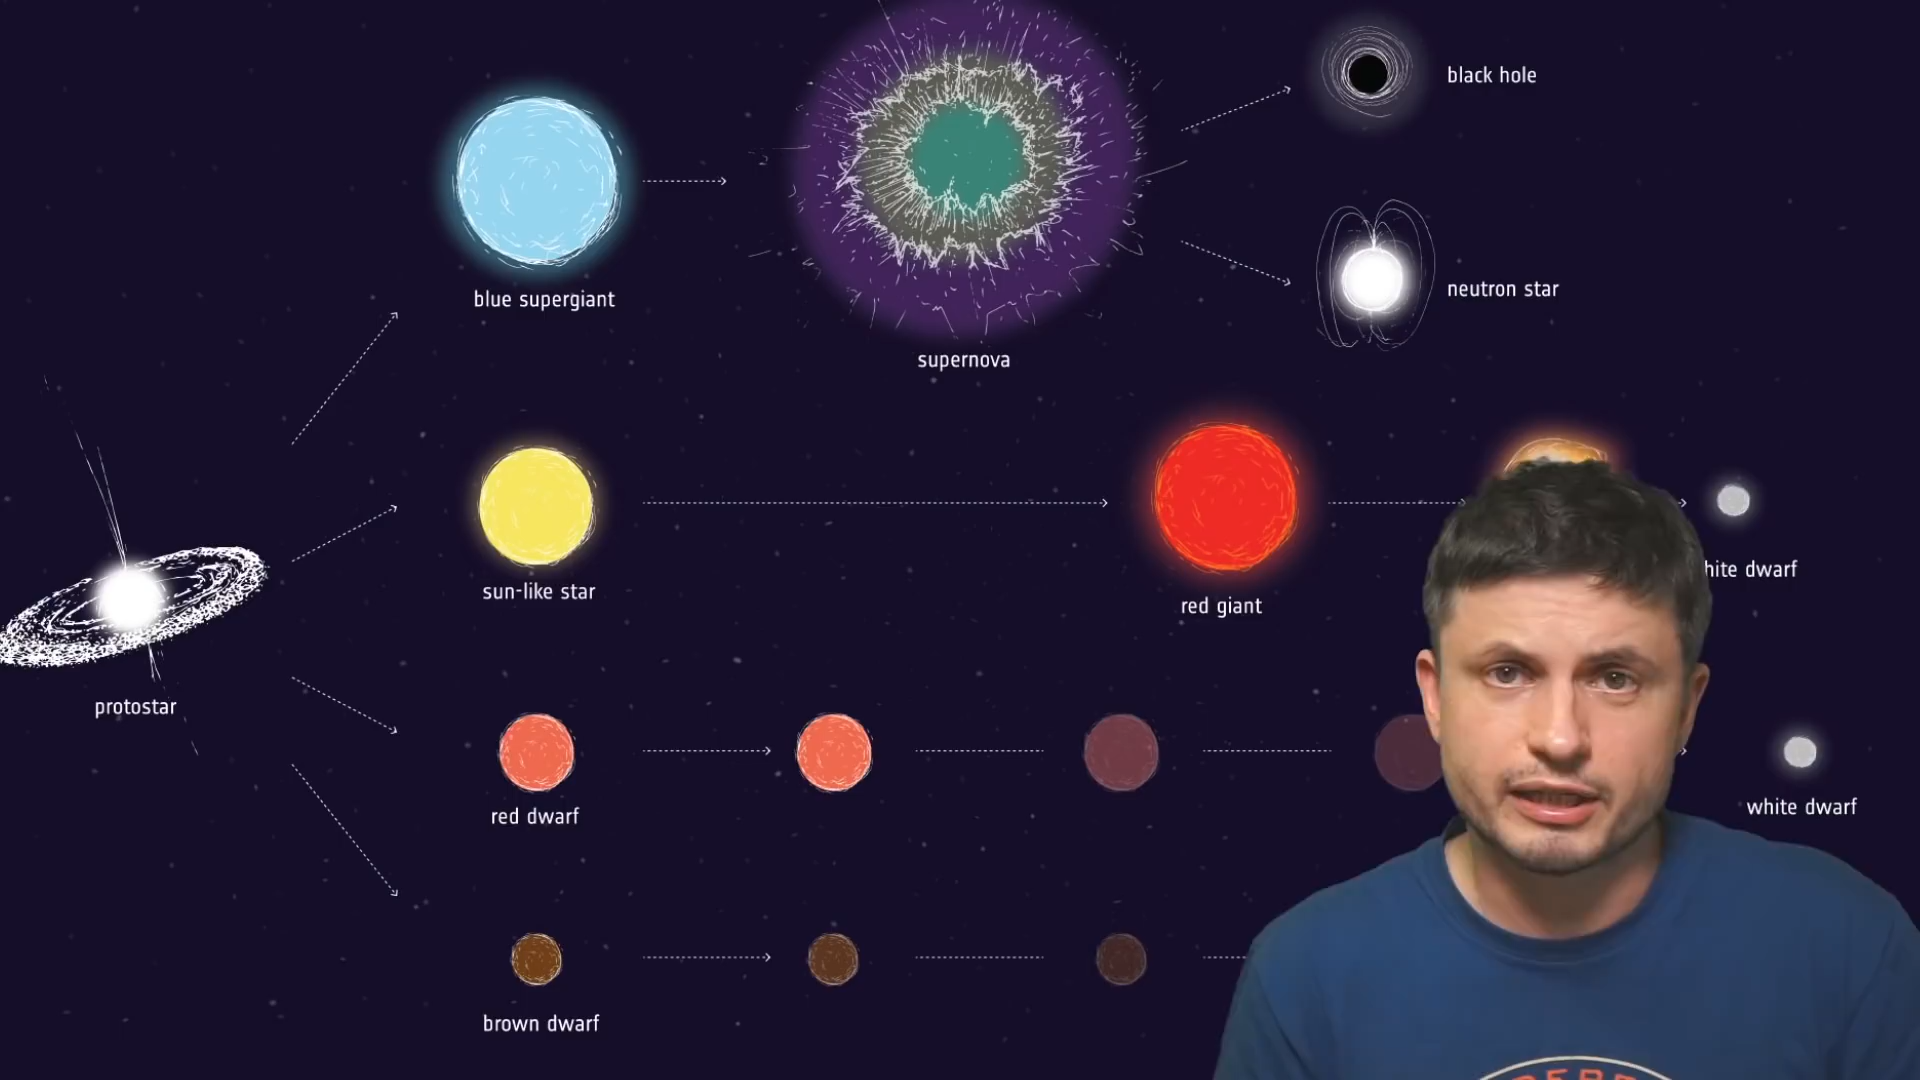 black hole
blue supergiant
neutron star
supernova
sun-like star
hite dwarf
red giant
protostar
red dwarf
white dwarf
brown dwarf